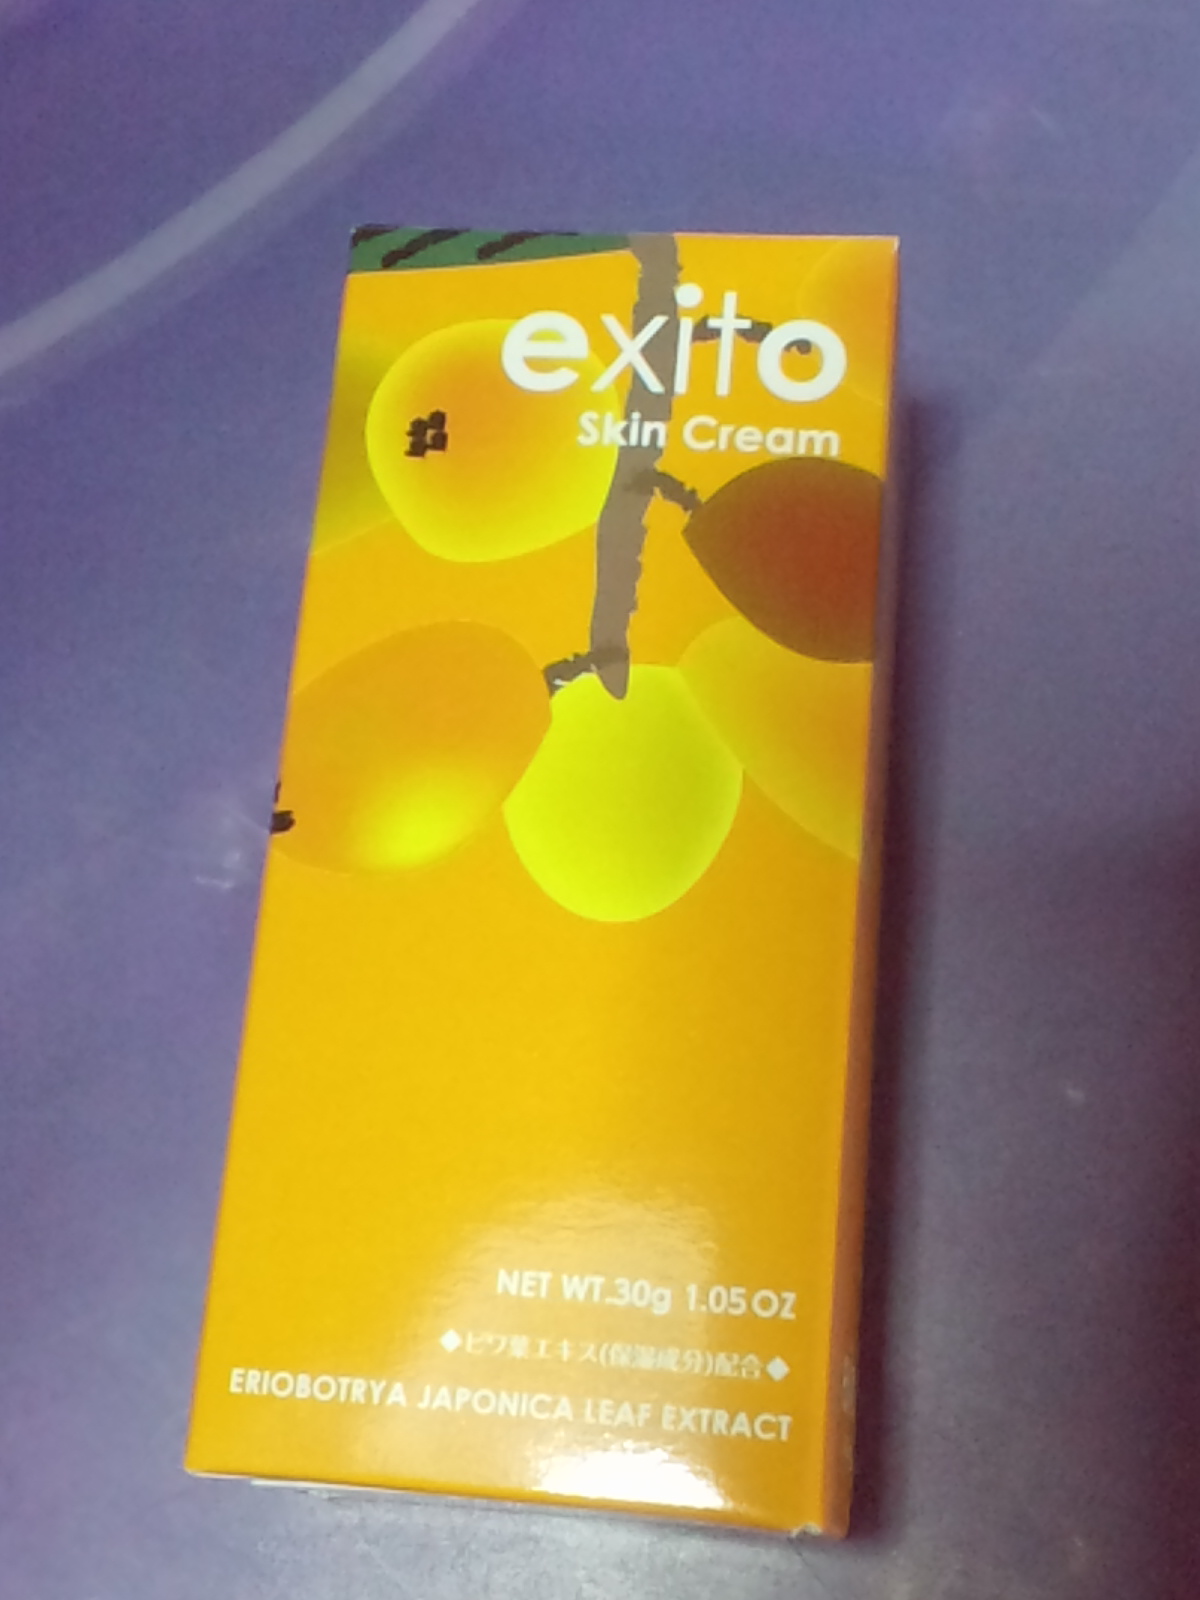 exito
Skin Cream
NET WT.30g 1.05OZ
◆ビワ葉エキス(保湿成分)配合◆
ERIOBOTRYA JAPONICA LEAF EXTRACT